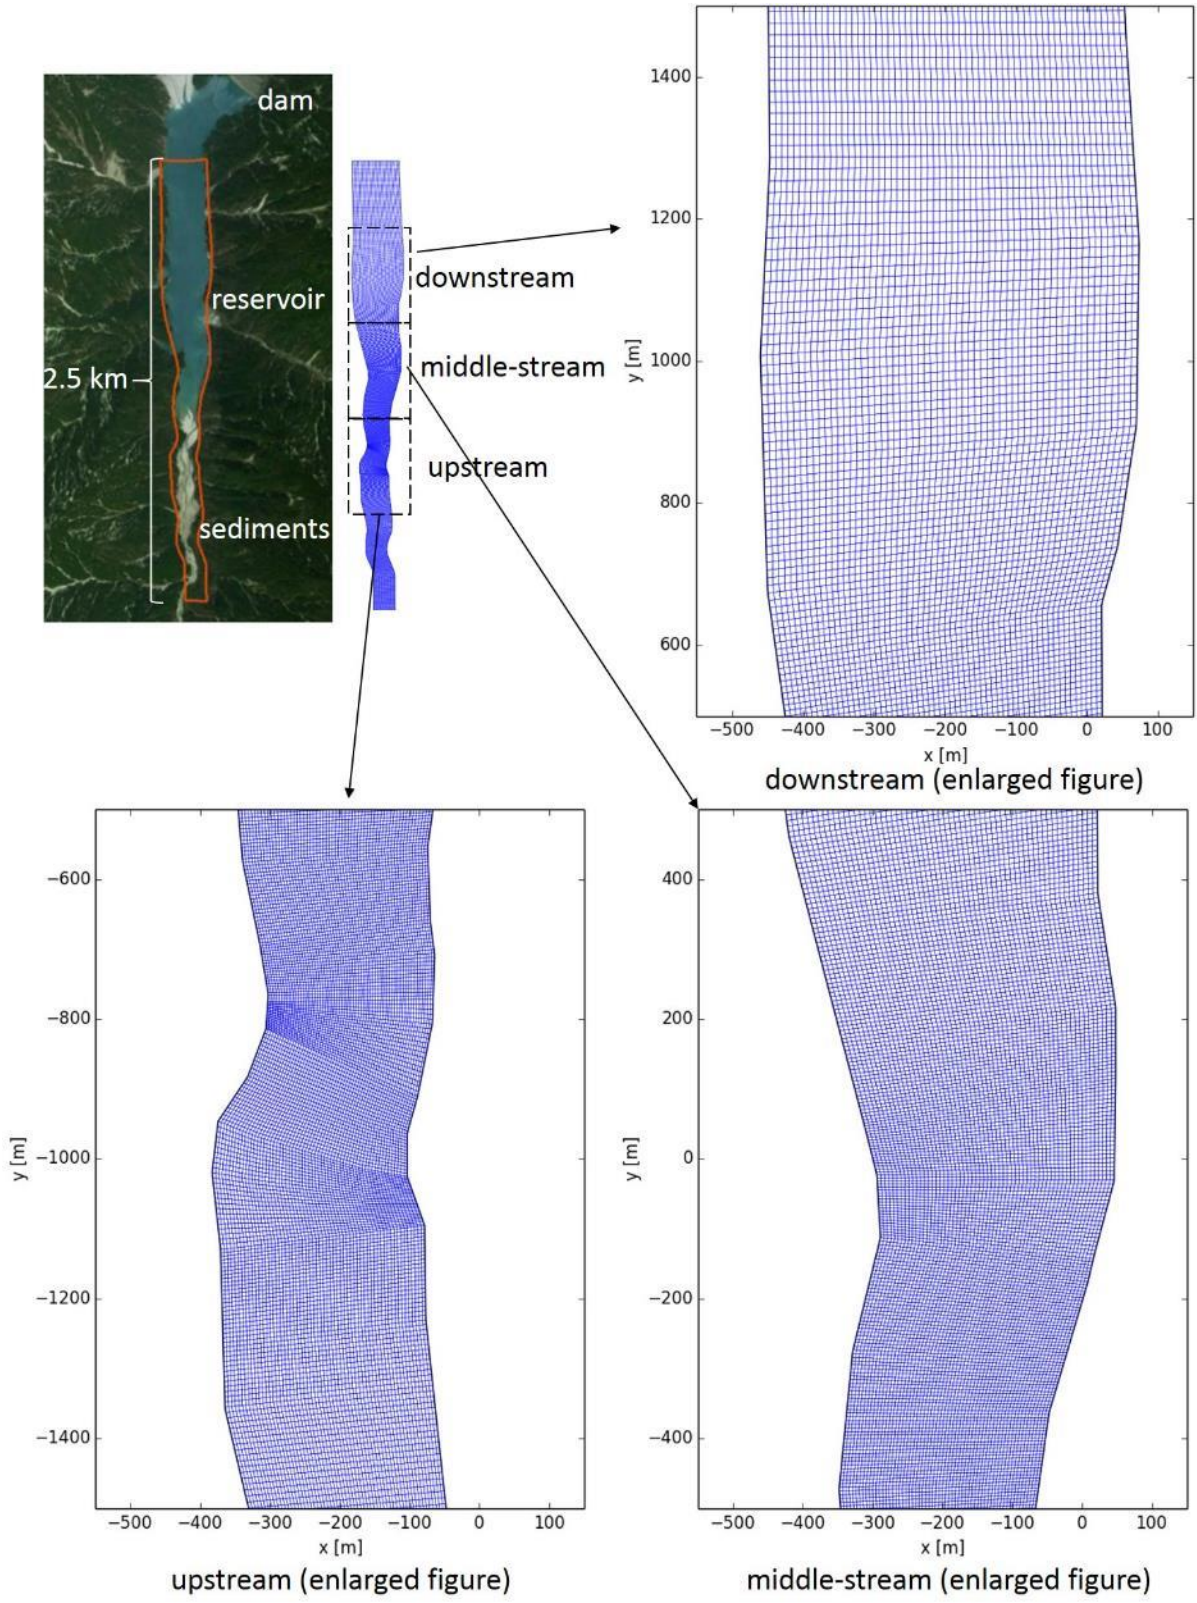 dam
reservoir
2.5 km
sediments
downstream
middle-stream
upstream
1400
1200
1000
800
600
y [m]
−500
−400
−300
−200
−100
0
100
x [m]
downstream (enlarged figure)
−600
−800
−1000
−1200
−1400
y [m]
−500
−400
−300
−200
−100
0
100
x [m]
upstream (enlarged figure)
400
200
0
−200
−400
y [m]
−500
−400
−300
−200
−100
0
100
x [m]
middle-stream (enlarged figure)